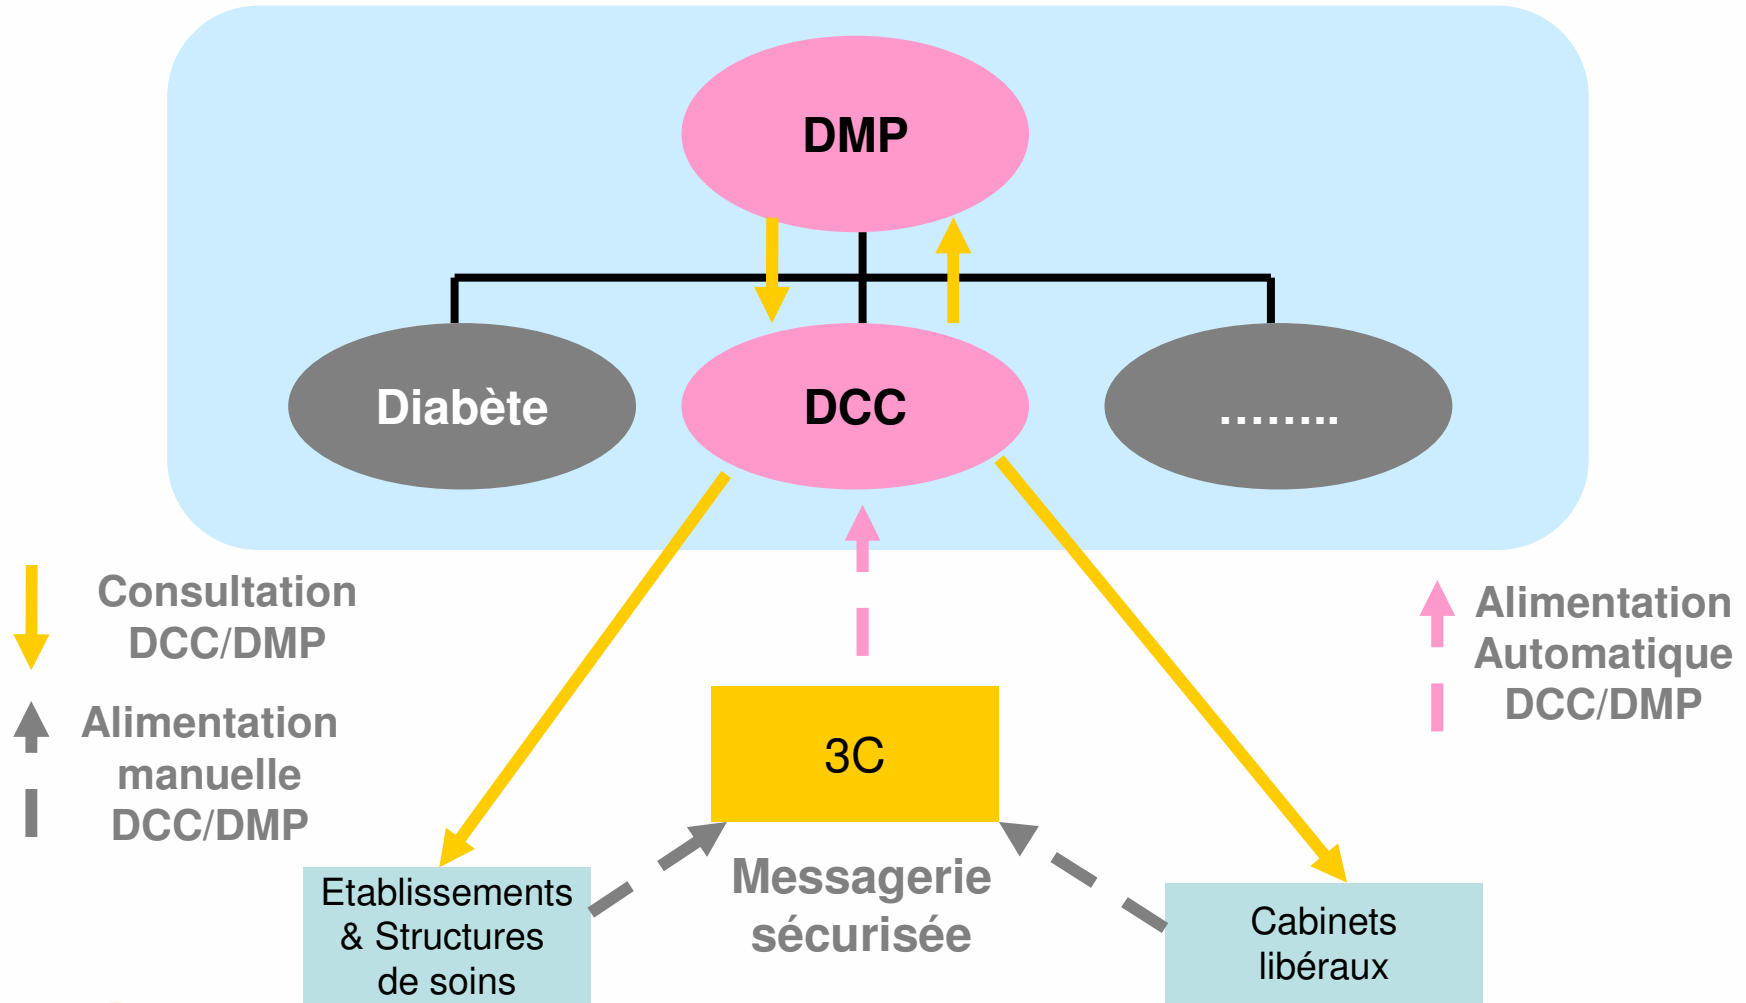 DMP
Diabète
DCC
........
Consultation
DCC/DMP
Alimentation
manuelle
DCC/DMP
Alimentation
Automatique
DCC/DMP
3C
Messagerie
sécurisée
Etablissements
& Structures
de soins
Cabinets
libéraux